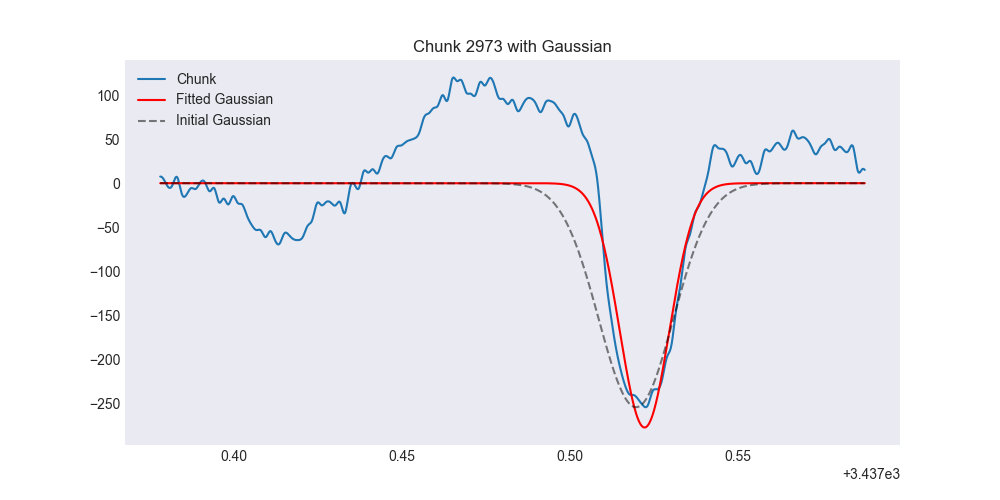 Chunk 2973 with Gaussian
Chunk
Fitted Gaussian
Initial Gaussian
100
50
0
−50
−100
−150
−200
−250
0.40 0.45 0.50 0.55
+3.437e3